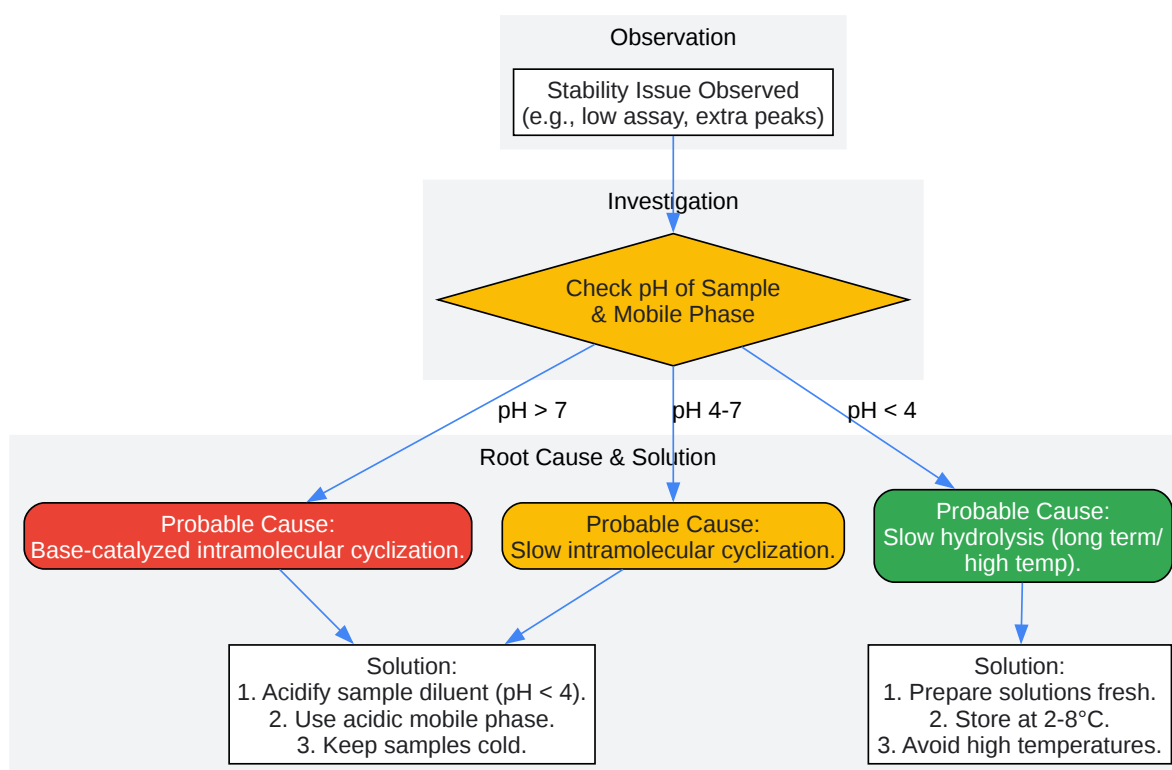 Observation
Stability Issue Observed
(e.g., low assay, extra peaks)
Investigation
Check pH of Sample
& Mobile Phase
pH > 7
pH 4-7
pH < 4
Root Cause & Solution
Probable Cause:
Base-catalyzed intramolecular cyclization.
Probable Cause:
Slow intramolecular cyclization.
Probable Cause:
Slow hydrolysis (long term/
high temp).
Solution:
1. Acidify sample diluent (pH < 4).
2. Use acidic mobile phase.
3. Keep samples cold.
Solution:
1. Prepare solutions fresh.
2. Store at 2-8°C.
3. Avoid high temperatures.